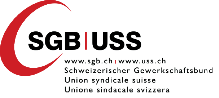 SGB|USS
www.sgb.ch|www.uss.ch
Schweizerischer Gewerkschaftsbund
Union syndicale suisse
Unione sindacale svizzera